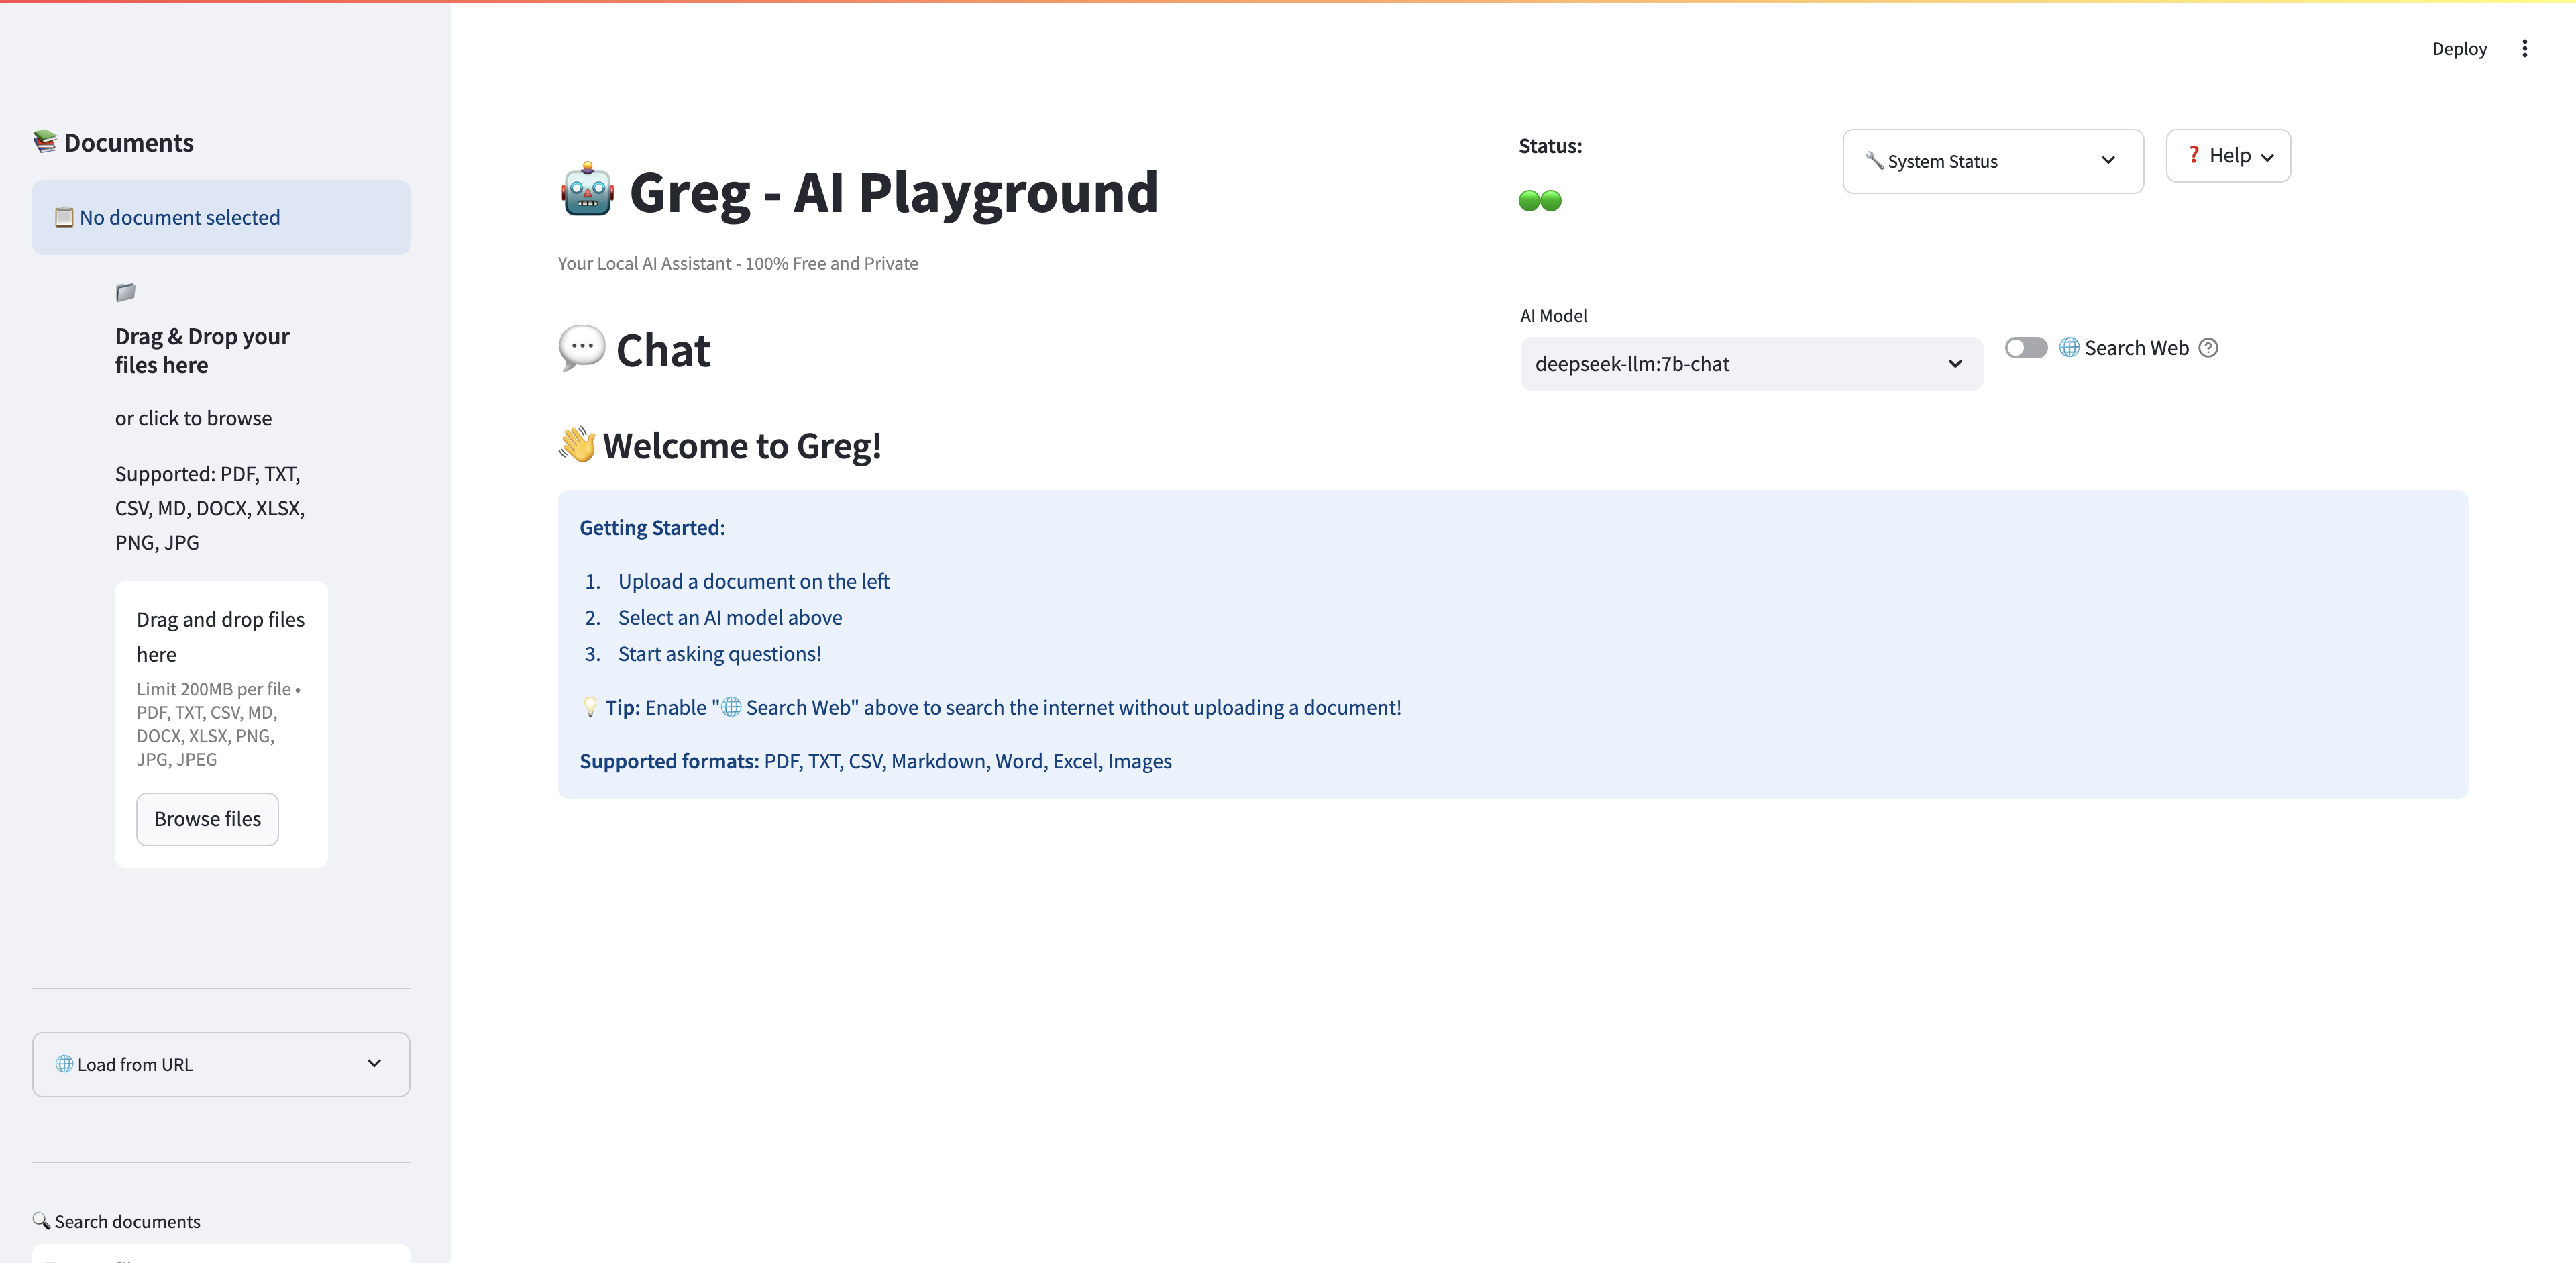 Deploy
📚 Documents
📋 No document selected
📁
Drag & Drop your
files here
or click to browse
Supported: PDF, TXT,
CSV, MD, DOCX, XLSX,
PNG, JPG
Drag and drop files
here
Limit 200MB per file •
PDF, TXT, CSV, MD,
DOCX, XLSX, PNG,
JPG, JPEG
Browse files
🌐 Load from URL
🔍 Search documents
🤖 Greg - AI Playground
Your Local AI Assistant - 100% Free and Private
Status:
🟢🟢
🔧 System Status
❓ Help
💬 Chat
AI Model
deepseek-llm:7b-chat
🌐 Search Web
👋 Welcome to Greg!
Getting Started:
1. Upload a document on the left
2. Select an AI model above
3. Start asking questions!
💡 Tip: Enable "🌐 Search Web" above to search the internet without uploading a document!
Supported formats: PDF, TXT, CSV, Markdown, Word, Excel, Images